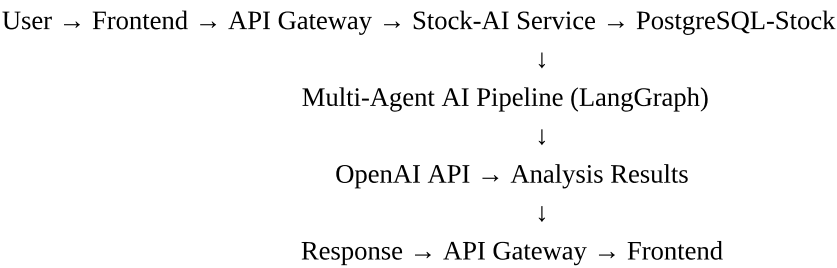 User → Frontend → API Gateway → Stock-AI Service → PostgreSQL-Stock
↓
Multi-Agent AI Pipeline (LangGraph)
↓
OpenAI API → Analysis Results
↓
Response → API Gateway → Frontend